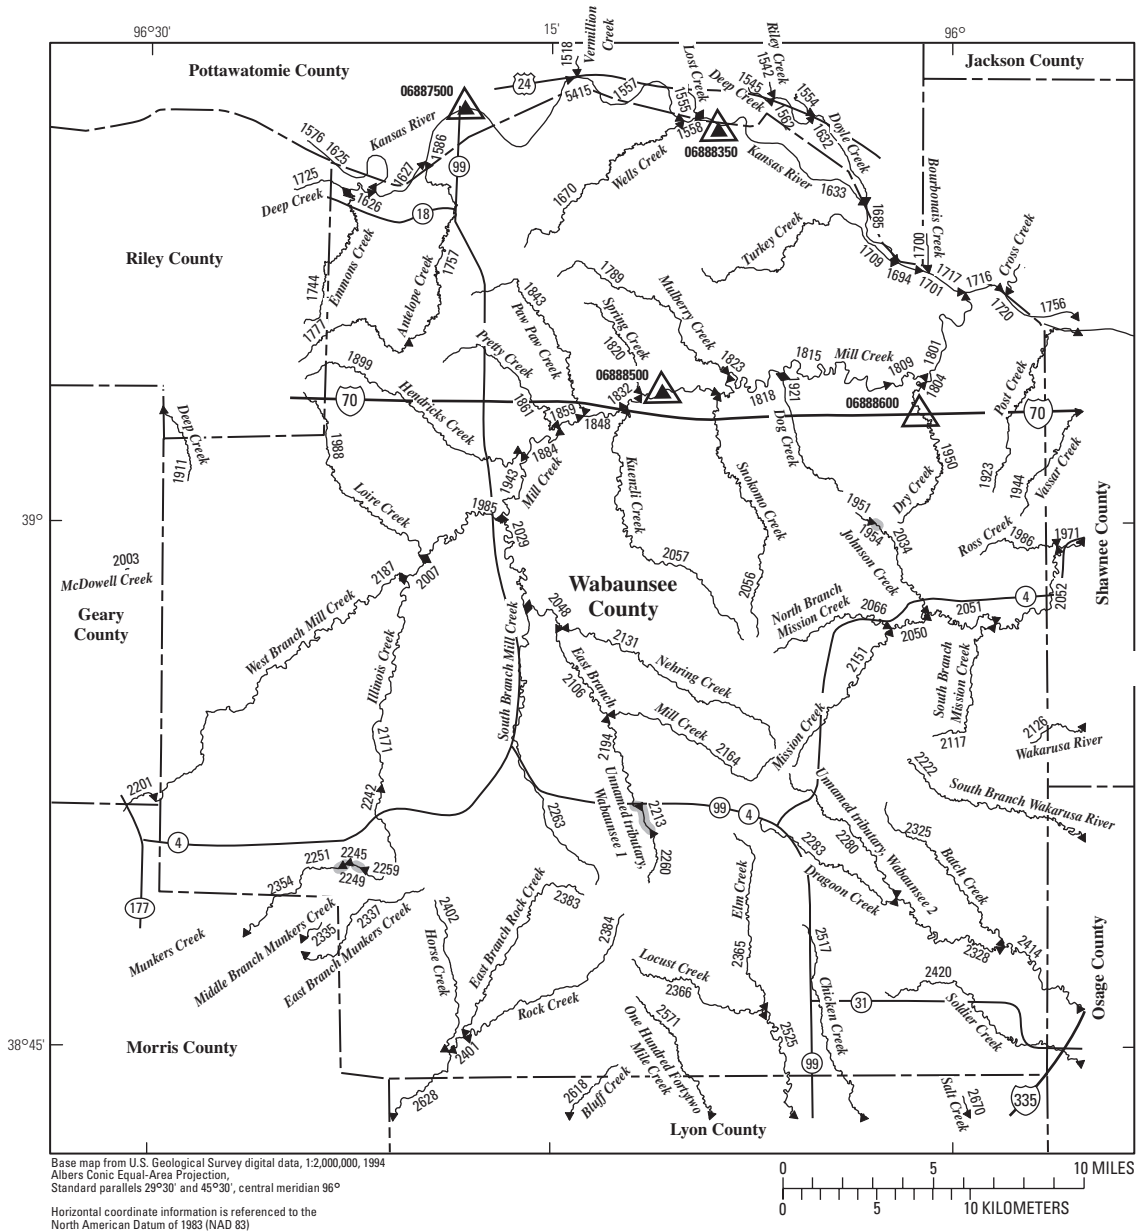 96°30'
15'
96°
Pottawatomie County
Jackson County
Riley County
Geary County
Morris County
Lyon County
Osage County
Shawnee County
Wabaunsee
County
39°
38°45'
1518
Vermillion
Creek
24
5415
1557
Lost Creek
1555
1558
Deep Creek
1545
1542
Riley Creek
1554
1562
1632
Doyle Creek
06887500
06888350
Kansas River
1576
1625
1586
1627
1725
1626
Deep Creek
99
18
Wells Creek
1670
Kansas River
1633
1685
Bourbonais Creek
1700
1709
1694
1701
1717
1716
Cross Creek
1720
1756
Turkey Creek
Emmons Creek
1744
1777
Antelope Creek
1757
1789
1843
Paw Paw Creek
Spring Creek
1820
Mulberry Creek
1823
1815
Mill Creek
1809
1801
1804
1818
Pretty Creek
1899
Hendricks Creek
1861
1859
1848
1832
06888500
06888600
1921
Dog Creek
Post Creek
70
70
Deep Creek
1911
1988
Loire Creek
1884
1943
Mill Creek
1985
2029
Kuenzli Creek
Snokomo Creek
1950
Dry Creek
1923
1944
Vassar Creek
1951
1954
2034
Johnson Creek
Ross Creek
1986
1971
2052
2003
McDowell Creek
2187
2007
2057
2056
4
West Branch Mill Creek
Illinois Creek
2171
South Branch Mill Creek
2048
2131
Nehring Creek
East Branch
2106
Mill Creek
2164
North Branch
Mission Creek
2066
2051
2050
2151
Mission Creek
South Branch
Mission Creek
2117
2126
Wakarusa River
2201
2242
2194
Unnamed tributary,
Wabaunsee 1
2213
2260
2263
99
4
2222
South Branch Wakarusa River
Unnamed tributary, Wabaunsee 2
2283
2280
Dragoon Creek
2325
Batch Creek
4
2251
2245
2249
2259
2354
177
Munkers Creek
Middle Branch Munkers Creek
2335
2337
East Branch Munkers Creek
2402
Horse Creek
East Branch Rock Creek
2383
2384
Rock Creek
2401
2628
Elm Creek
2365
Locust Creek
2366
2571
One Hundred Fortytwo
Mile Creek
2618
Bluff Creek
2517
Chicken Creek
2525
31
99
2328
2414
2420
Soldier Creek
2670
Salt Creek
335
Base map from U.S. Geological Survey digital data, 1:2,000,000, 1994
Albers Conic Equal-Area Projection,
Standard parallels 29°30' and 45°30', central meridian 96°
Horizontal coordinate information is referenced to the
North American Datum of 1983 (NAD 83)
0 5 10 MILES
0 5 10 KILOMETERS